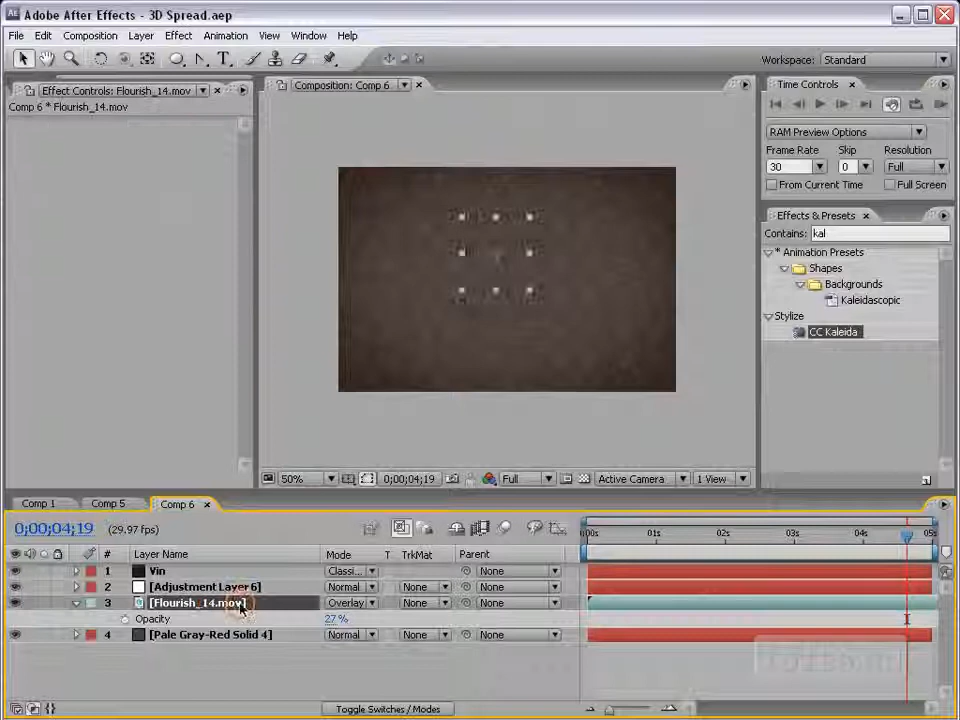 Adobe After Effects - 3D Spread.aep
File Edit Composition Layer Effect Animation View Window Help
Workspace: Standard
Effect Controls: Flourish_14.mov
Comp 6 * Flourish_14.mov
Composition: Comp 6
Time Controls
RAM Preview Options
Frame Rate Skip Resolution
30 0 Full
From Current Time Full Screen
Effects & Presets
Contains: kal
* Animation Presets
Shapes
Backgrounds
Kaleidoscopic
Stylize
CC Kaleida
50% 0;00;04;19 Full Active Camera 1 View
Comp 1 Comp 5 Comp 6
0;00;04;19 (29.97 fps)
:00s 01s 02s 03s 04s 05s
# Layer Name Mode T TrkMat Parent
1 Vin Classi... None
2 [Adjustment Layer 6] Normal None None
3 [Flourish_14.mov] Overlay None None
Opacity 27 %
4 [Pale Gray-Red Solid 4] Normal None None
Toggle Switches / Modes